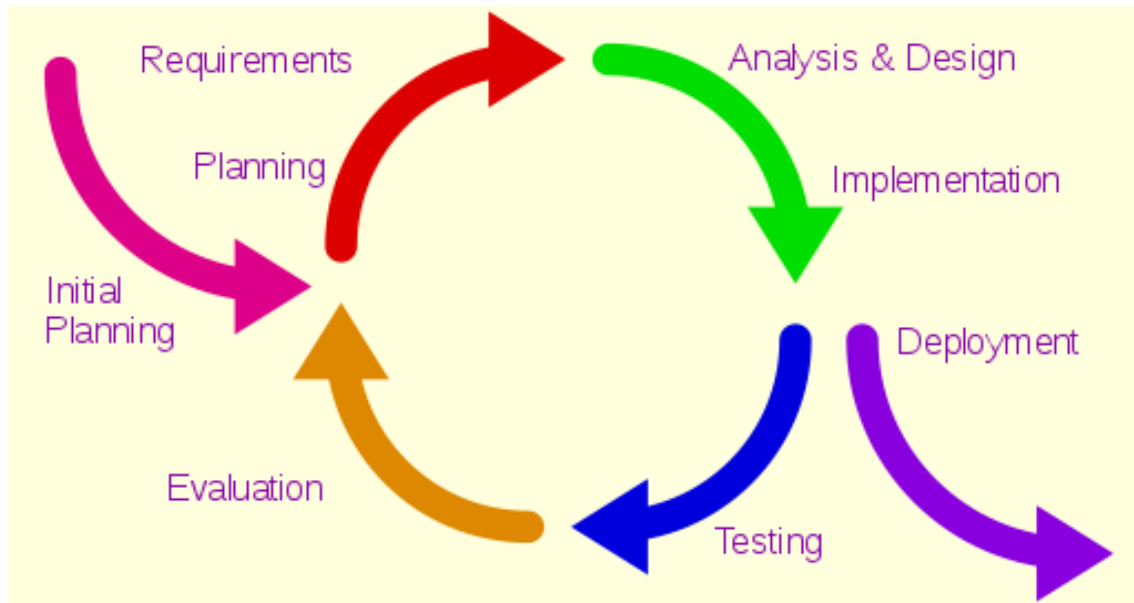 Requirements
Analysis & Design
Planning
Implementation
Initial
Planning
Deployment
Evaluation
Testing